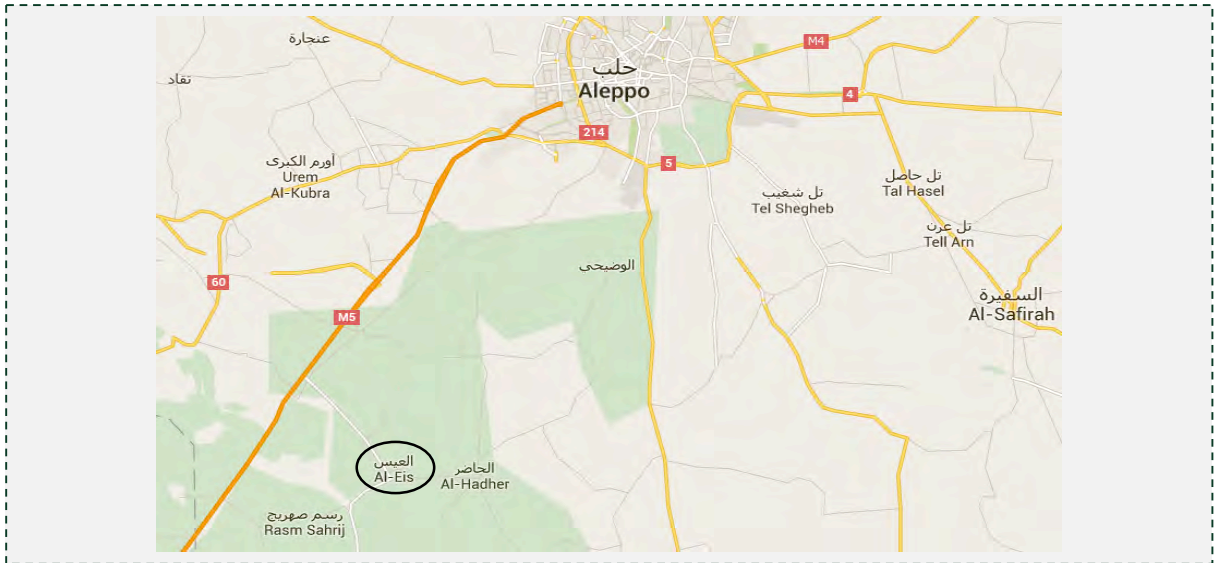 عنجارة
M4
حلب
Aleppo
تقاد
4
214
5
أورم الكبرى
Urem
Al-Kubra
تل حاصل
Tal Hasel
تل شغيب
Tel Shegheb
تل عرن
Tell Arn
الوضيحي
60
السفيرة
Al-Safirah
M5
العيس
Al-Eis
الحاضر
Al-Hadher
رسم صهريج
Rasm Sahrij